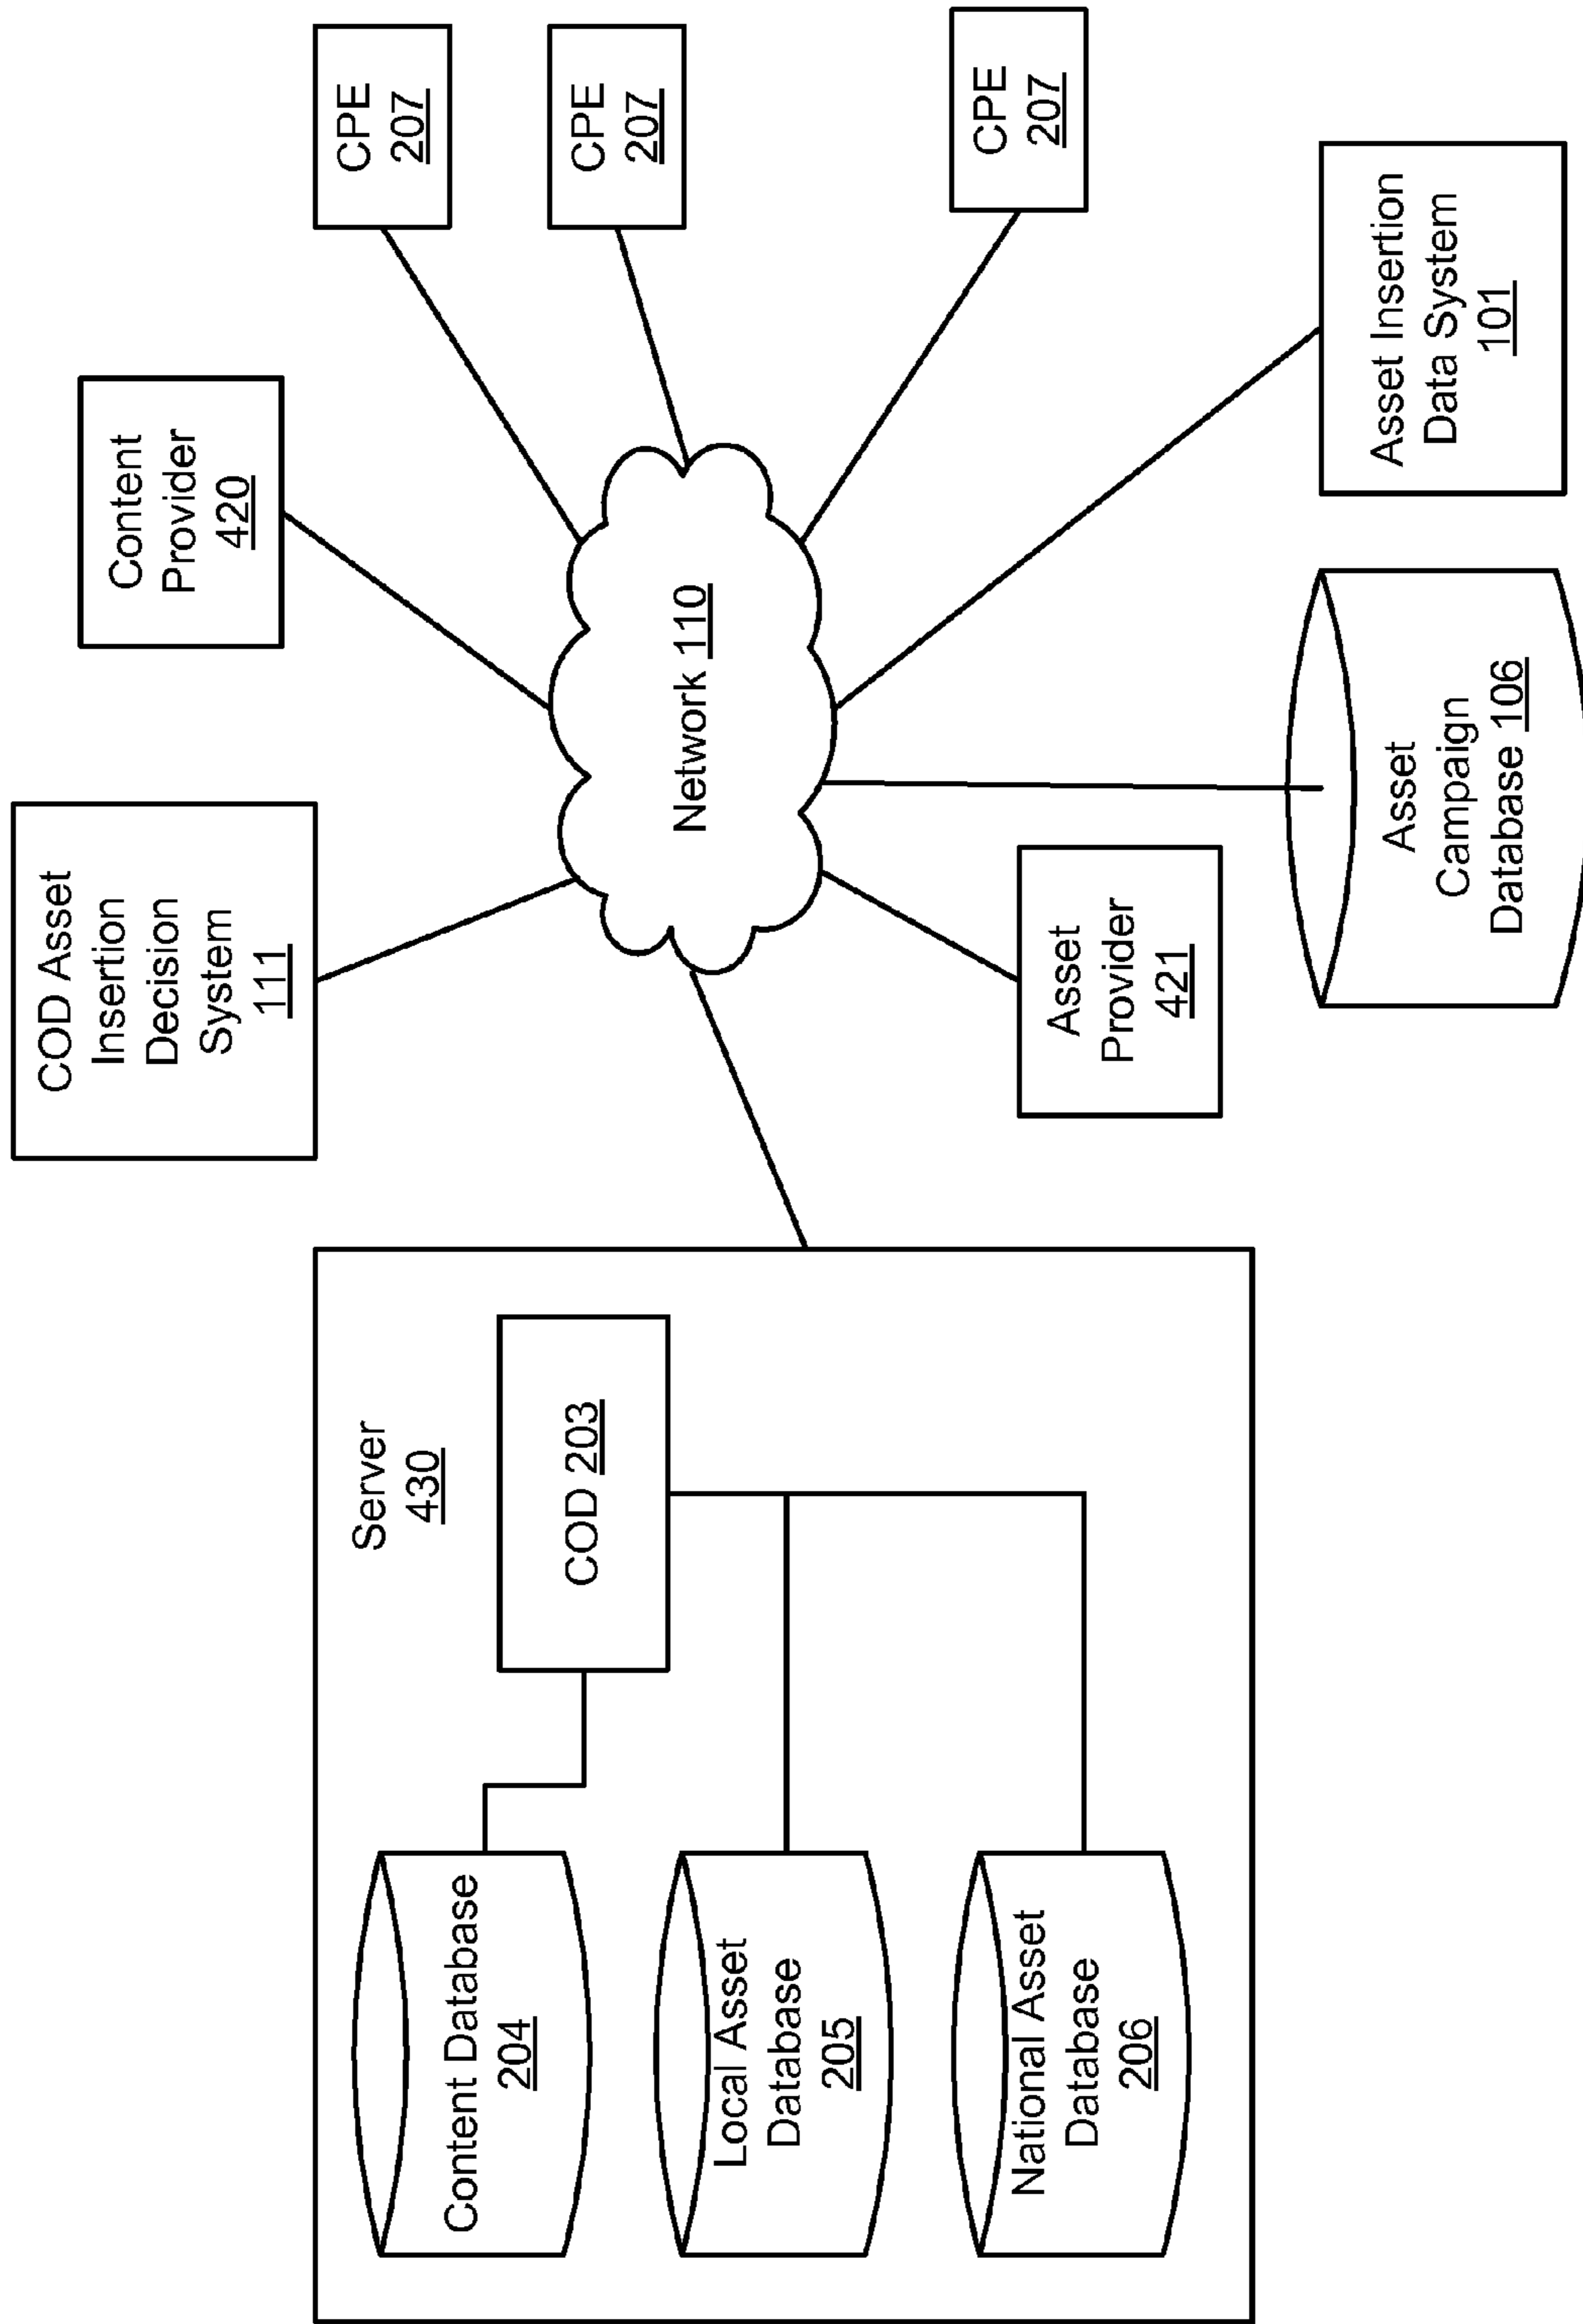 COD Asset
Insertion
Decision
System
111
Content
Provider
420
CPE
207
CPE
207
CPE
207
Network 110
Server
430
COD 203
Content Database
204
Local Asset
Database
205
National Asset
Database
206
Asset
Provider
421
Asset
Campaign
Database 106
Asset Insertion
Data System
101